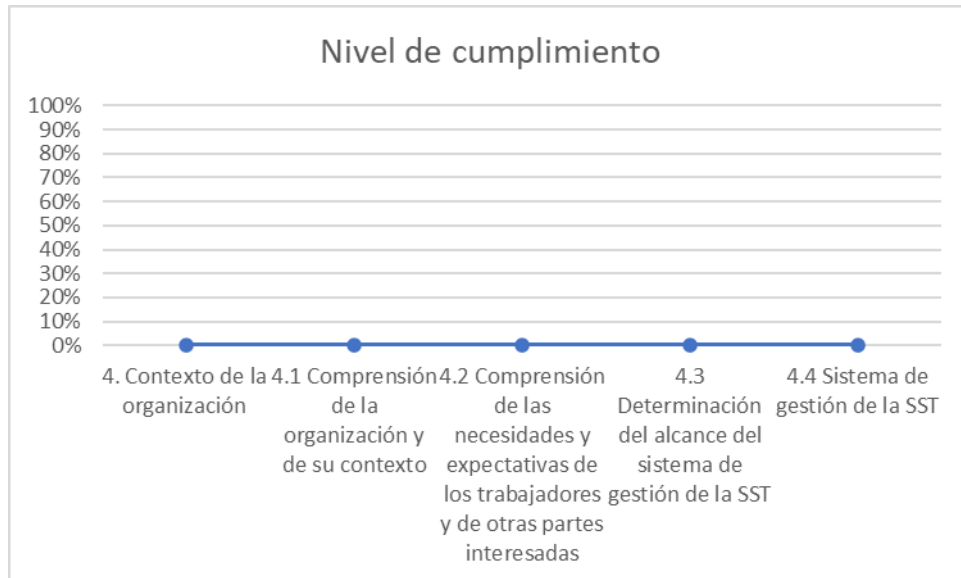 Nivel de cumplimiento
100%
90%
80%
70%
60%
50%
40%
30%
20%
10%
0%
4. Contexto de la
organización
4.1 Comprensión
de la
organización y
de su contexto
4.2 Comprensión
de las
necesidades y
expectativas de
los trabajadores
y de otras partes
interesadas
4.3
Determinación
del alcance del
sistema de
gestión de la SST
4.4 Sistema de
gestión de la SST